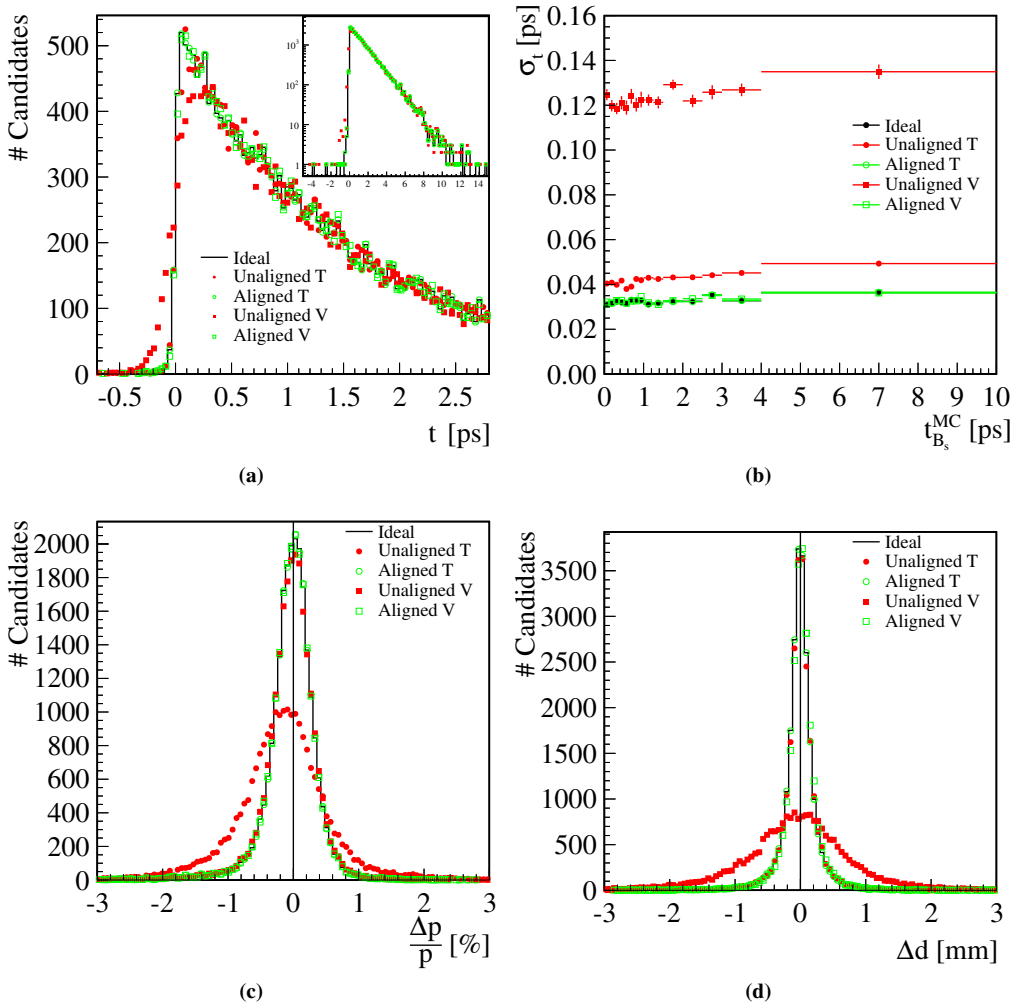 # Candidates
500
400
300
200
100
0
-0.5 0 0.5 1 1.5 2 2.5
t [ps]
10³
10²
10
1
-4 -2 0 2 4 6 8 10 12 14
Ideal
Unaligned T
Aligned T
Unaligned V
Aligned V
(a)
σt [ps]
0.16
0.14
0.12
0.10
0.08
0.06
0.04
0.02
0.00
0 1 2 3 4 5 6 7 8 9 10
t^MC_Bs [ps]
Ideal
Unaligned T
Aligned T
Unaligned V
Aligned V
(b)
# Candidates
2000
1800
1600
1400
1200
1000
800
600
400
200
0
-3 -2 -1 0 1 2 3
Δp
p [%]
Ideal
Unaligned T
Aligned T
Unaligned V
Aligned V
(c)
# Candidates
3500
3000
2500
2000
1500
1000
500
0
-3 -2 -1 0 1 2 3
Δd [mm]
Ideal
Unaligned T
Aligned T
Unaligned V
Aligned V
(d)